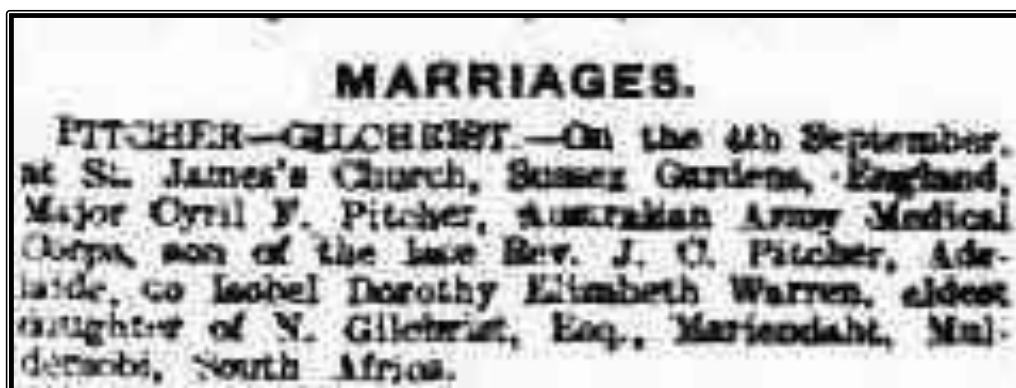 MARRIAGES.
PITCHER—GILCHRIST.—On the 4th September,
at St. James's Church, Sussex Gardens, England,
Major Cyril F. Pitcher, Australian Army Medical
Corps, son of the late Rev. J. C. Pitcher, Ade-
laide, to Isobel Dorothy Elizabeth Warren, eldest
daughter of N. Gilchrist, Esq., Mariendaht, Mul-
South Africa.